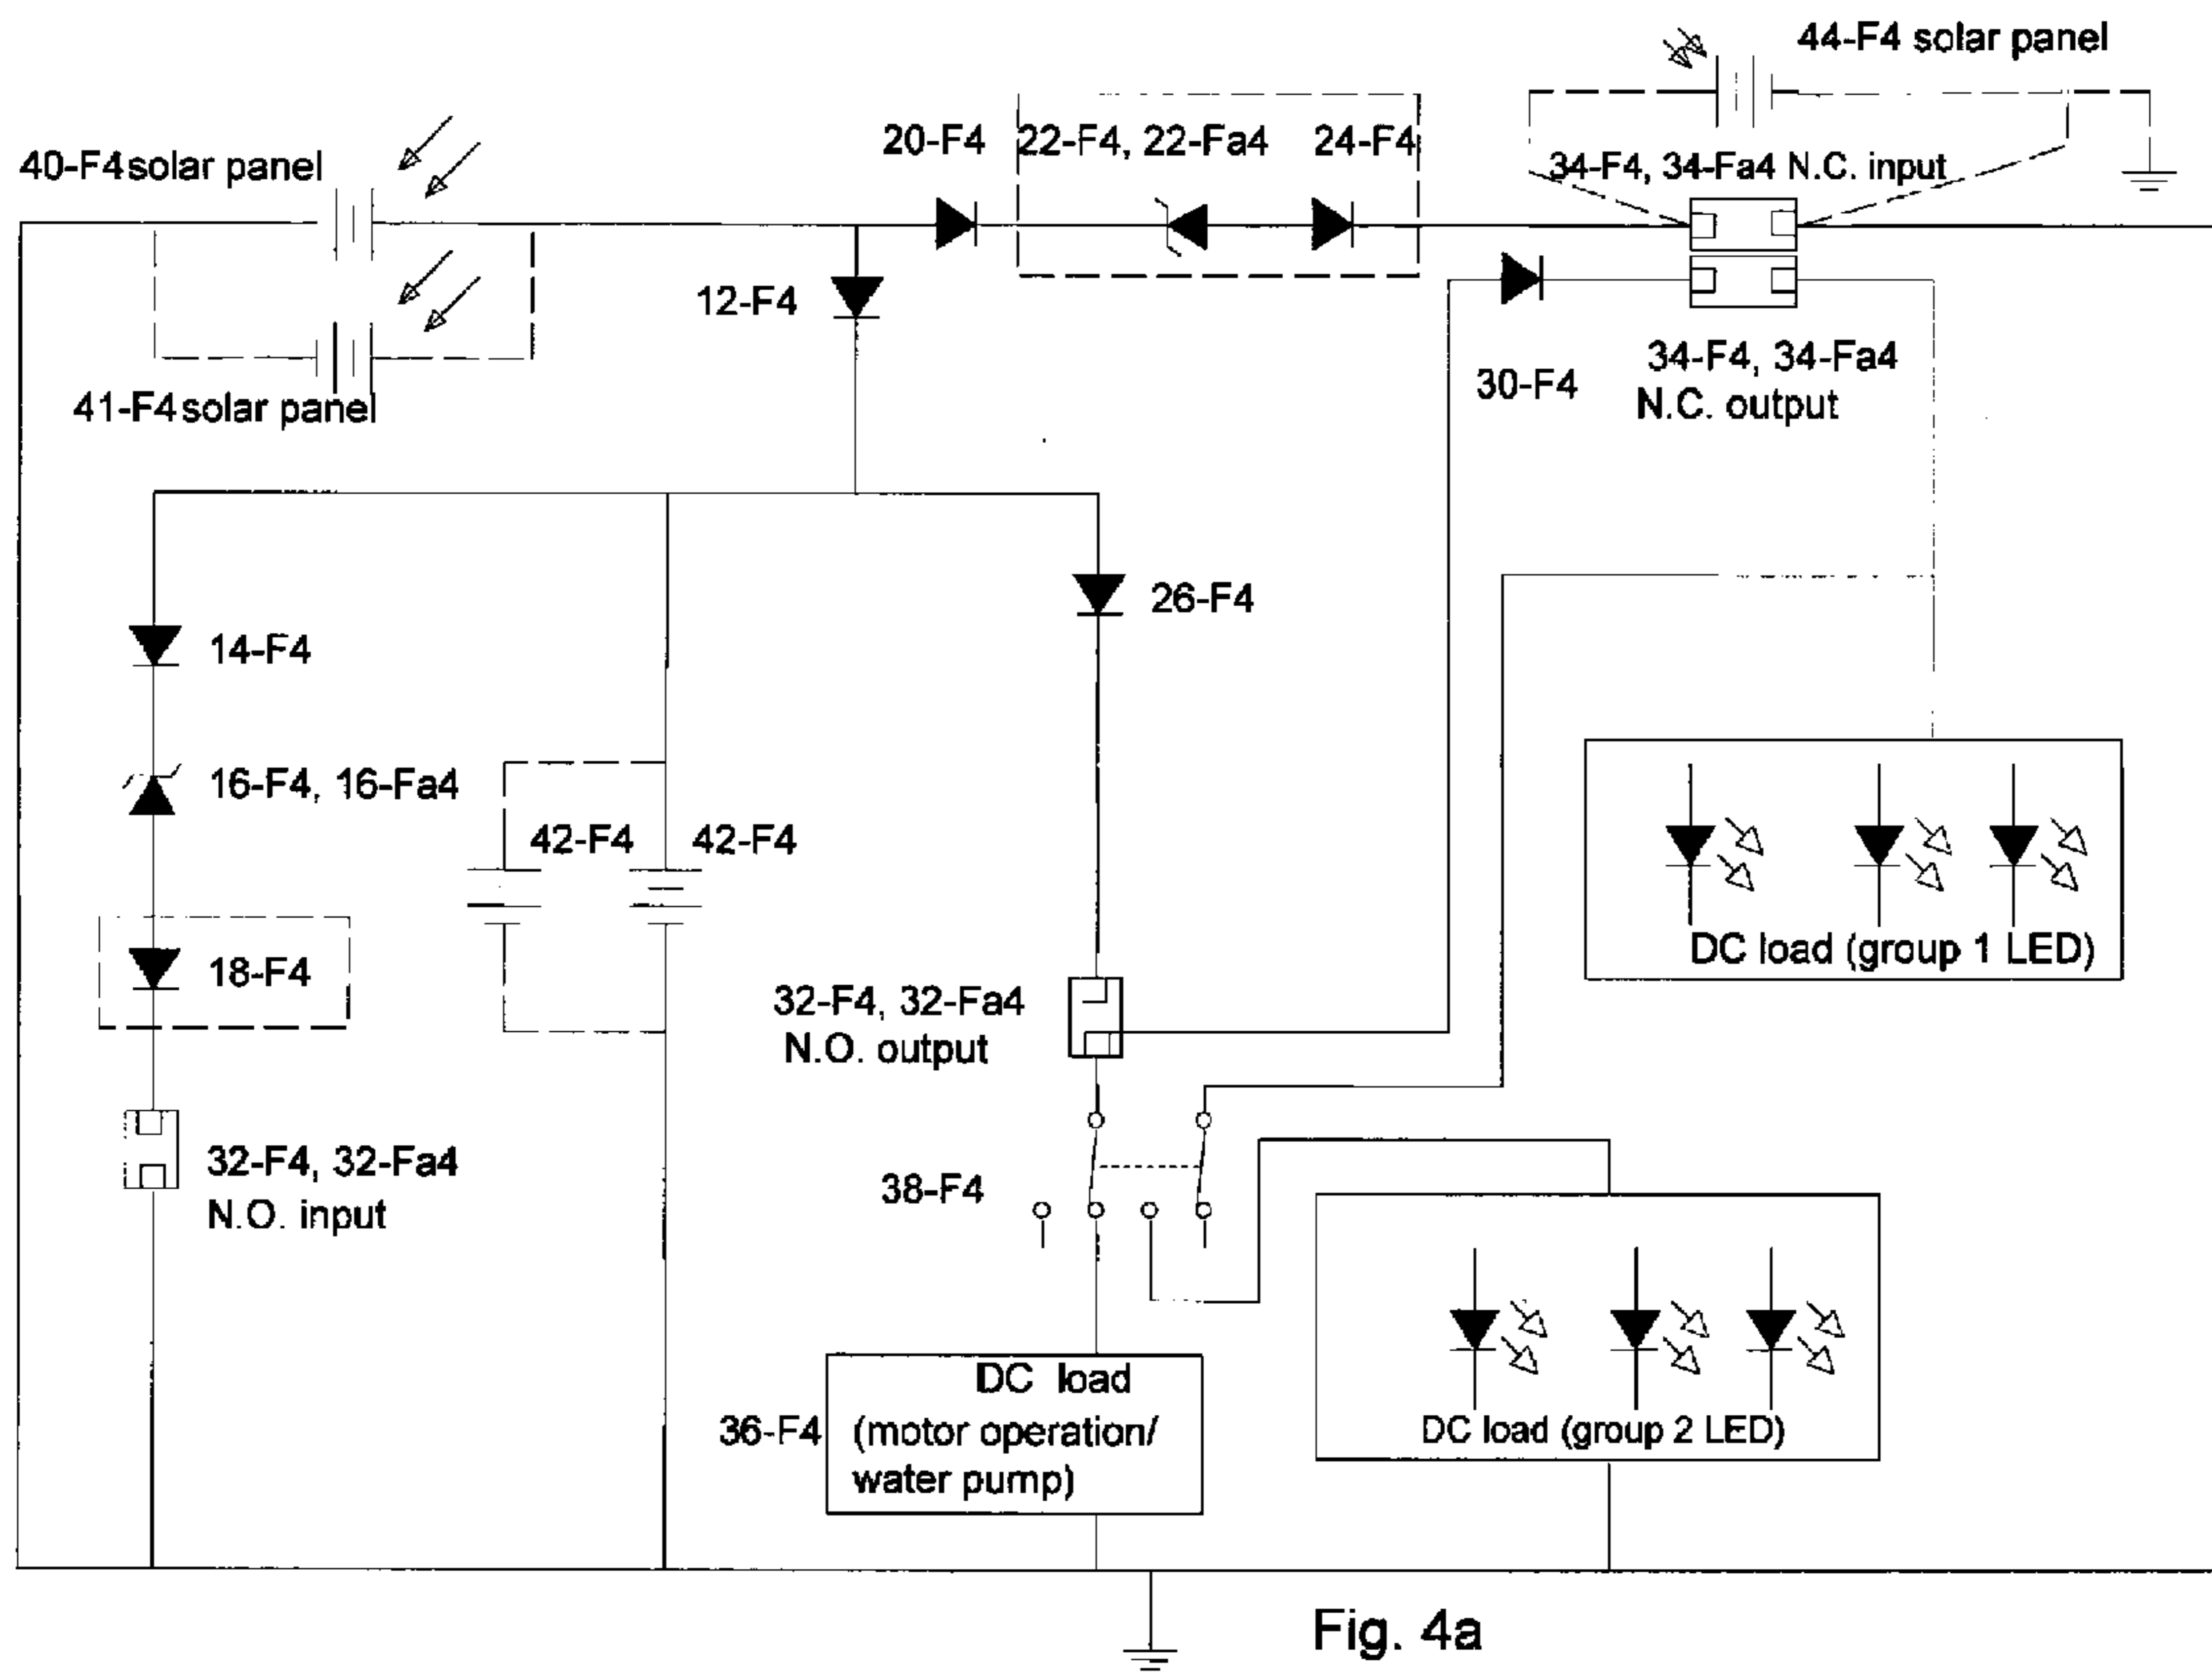 44-F4 solar panel
40-F4 solar panel
20-F4
22-F4, 22-Fa4
24-F4
34-F4, 34-Fa4 N.C. input
12-F4
41-F4 solar panel
30-F4
34-F4, 34-Fa4
N.C. output
26-F4
14-F4
16-F4, 16-Fa4
42-F4
42-F4
18-F4
DC load (group 1 LED)
32-F4, 32-Fa4
N.O. output
32-F4, 32-Fa4
N.O. input
38-F4
DC load
36-F4
(motor operation/
water pump)
DC load (group 2 LED)
Fig. 4a